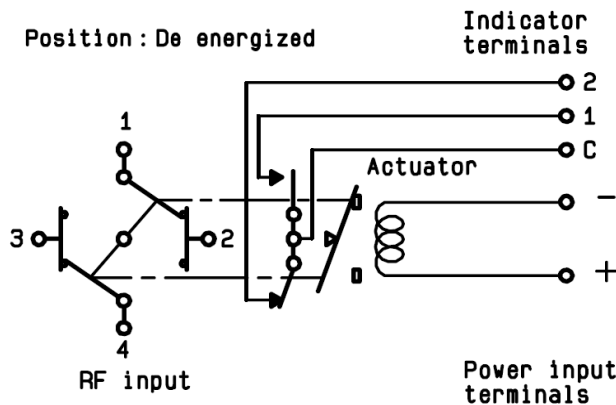 Position : De energized
Indicator
terminals
2
1
C
1
Actuator
-
3
2
+
4
RF input
Power input
terminals